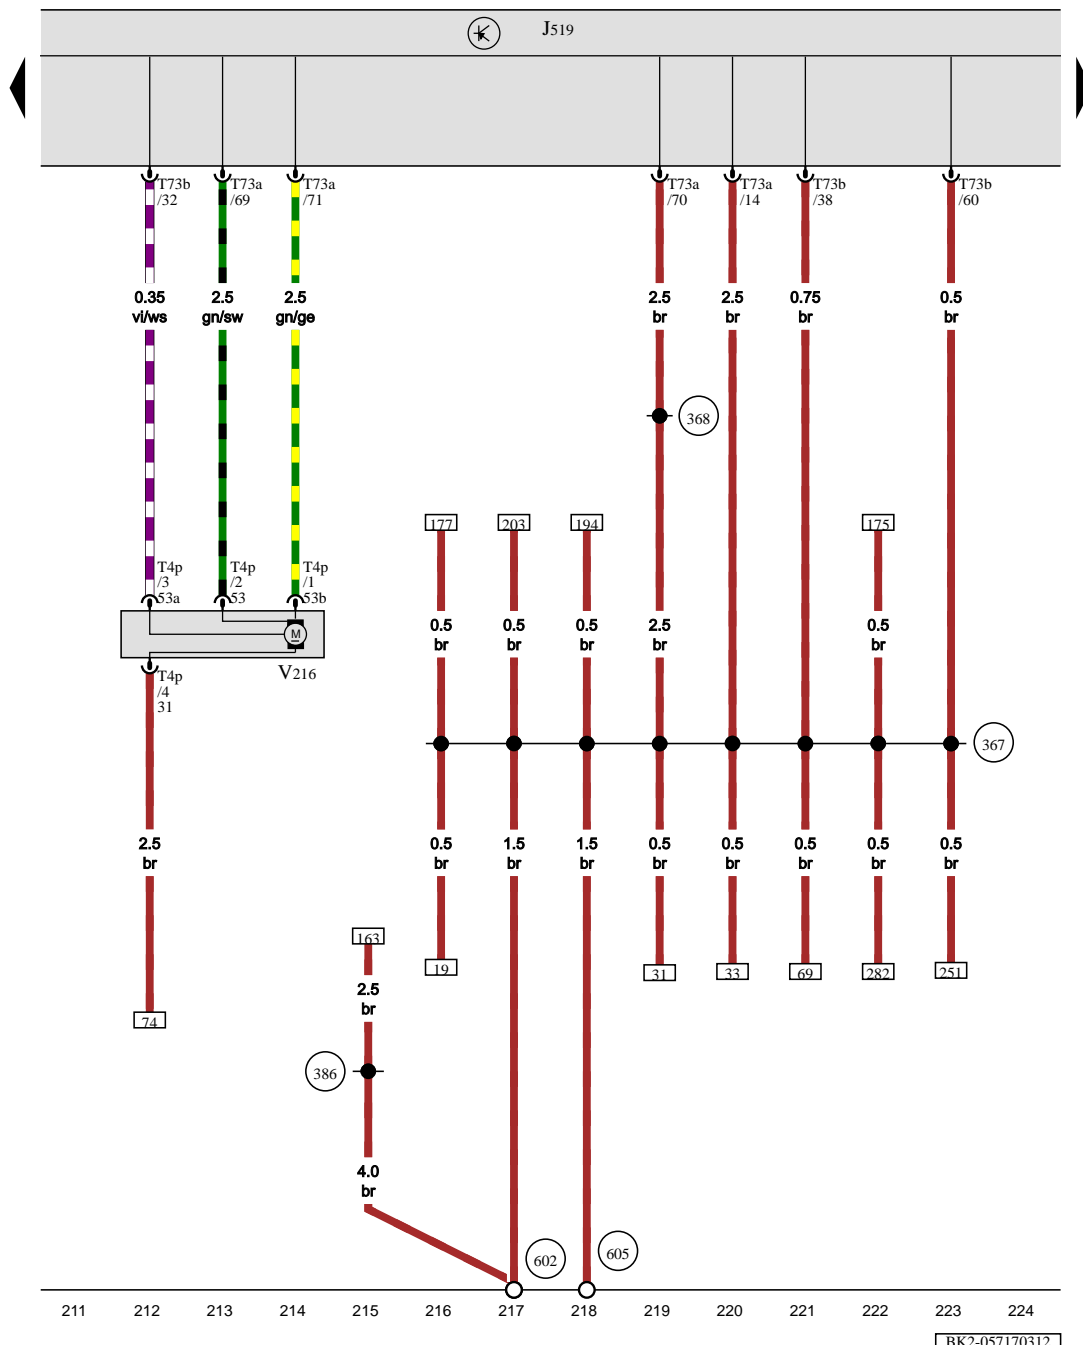 J519
T73b T73a T73a T73a T73a T73b T73b
/32 /69 /71 /70 /14 /38 /60
0.35 2.5 2.5 2.5 2.5 0.75 0.5
vi/ws gn/sw gn/ge br br br br
368
177 203 194 175
T4p T4p T4p
/3 /2 /1
53a 53 53b
M
0.5 0.5 0.5 2.5 0.5
br br br br br
V216
T4p
/4
31
367
2.5 0.5 1.5 1.5 0.5 0.5 0.5 0.5 0.5
br br br br br br br br br
163
19 31 33 69 282 251
2.5
br
74
386
4.0
br
602 605
211 212 213 214 215 216 217 218 219 220 221 222 223 224
BK2-057170312